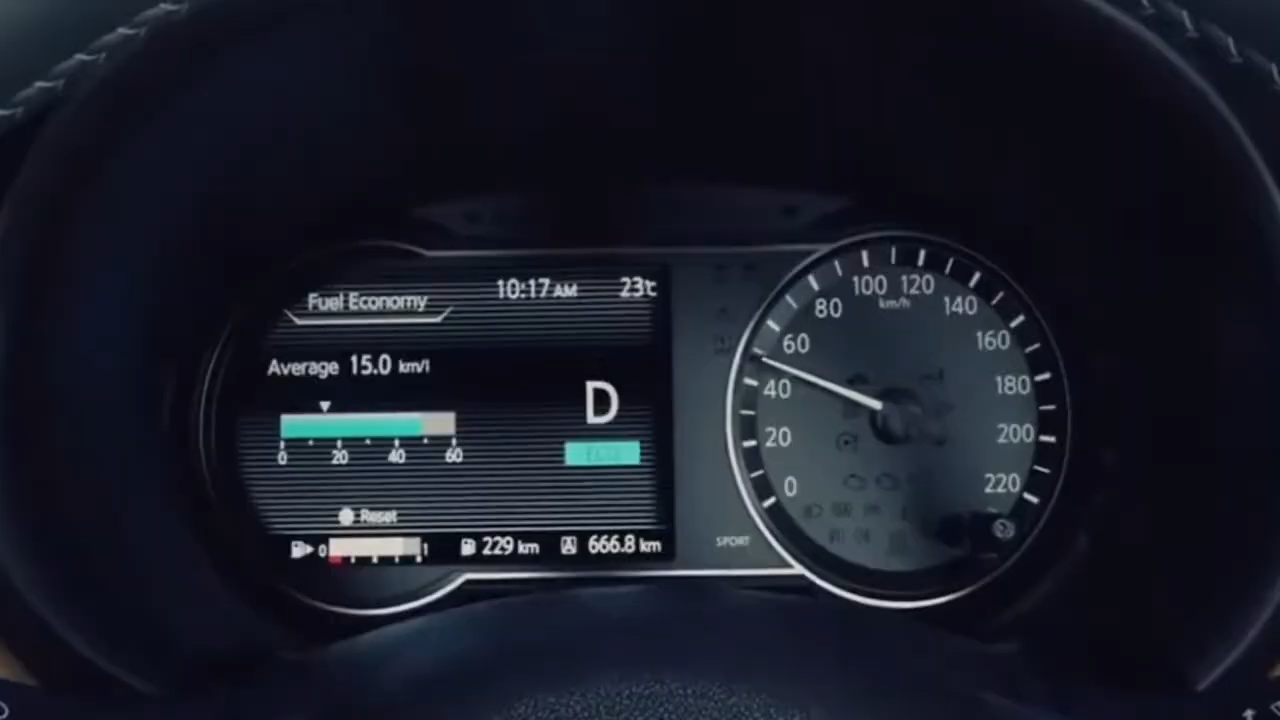 Fuel Economy
10:17 AM
23℃
Average 15.0 km/l
0 20 40 60
D
Reset
0 1
229 km
A 666.8 km
SPORT
0 20 40 60 80 100 120 140 160 180 200 220
km/h